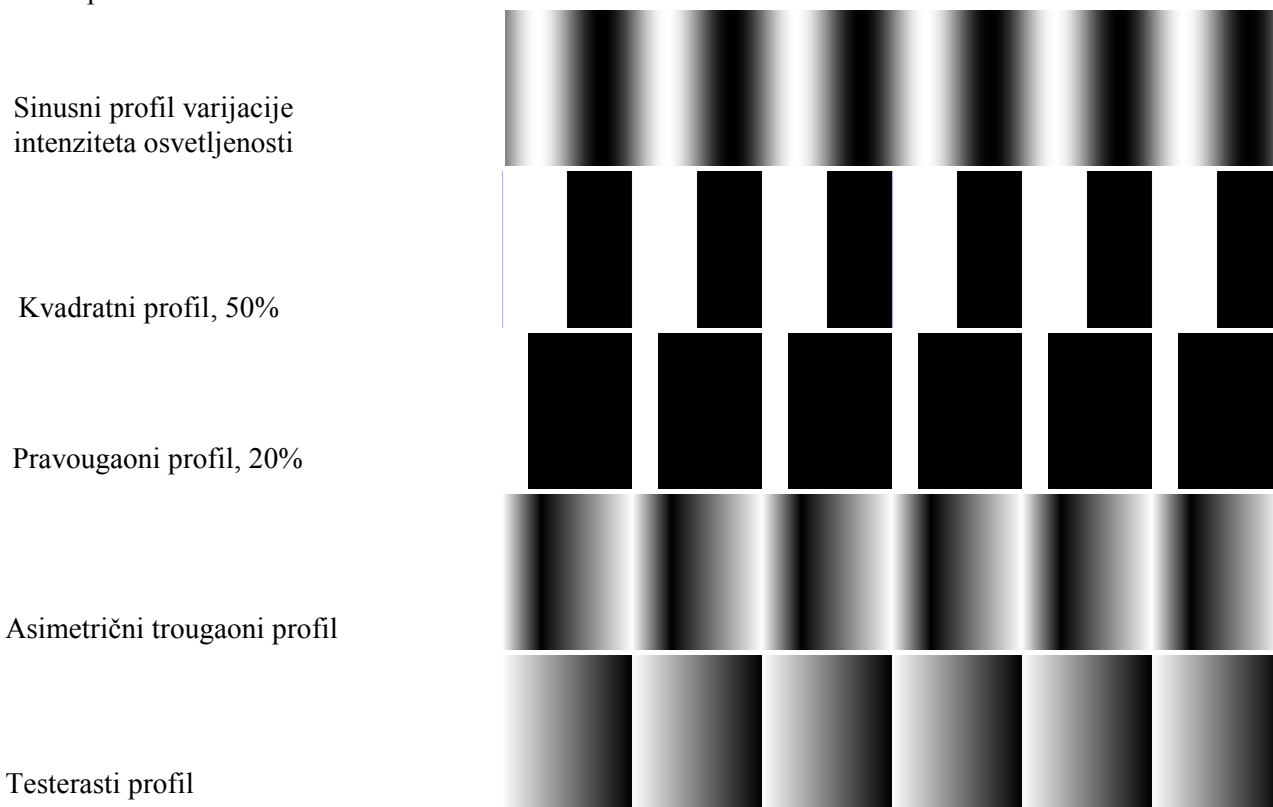 Sinusni profil varijacije
intenziteta osvetljenosti
Kvadratni profil, 50%
Pravougaoni profil, 20%
Asimetrični trougaoni profil
Testerasti profil